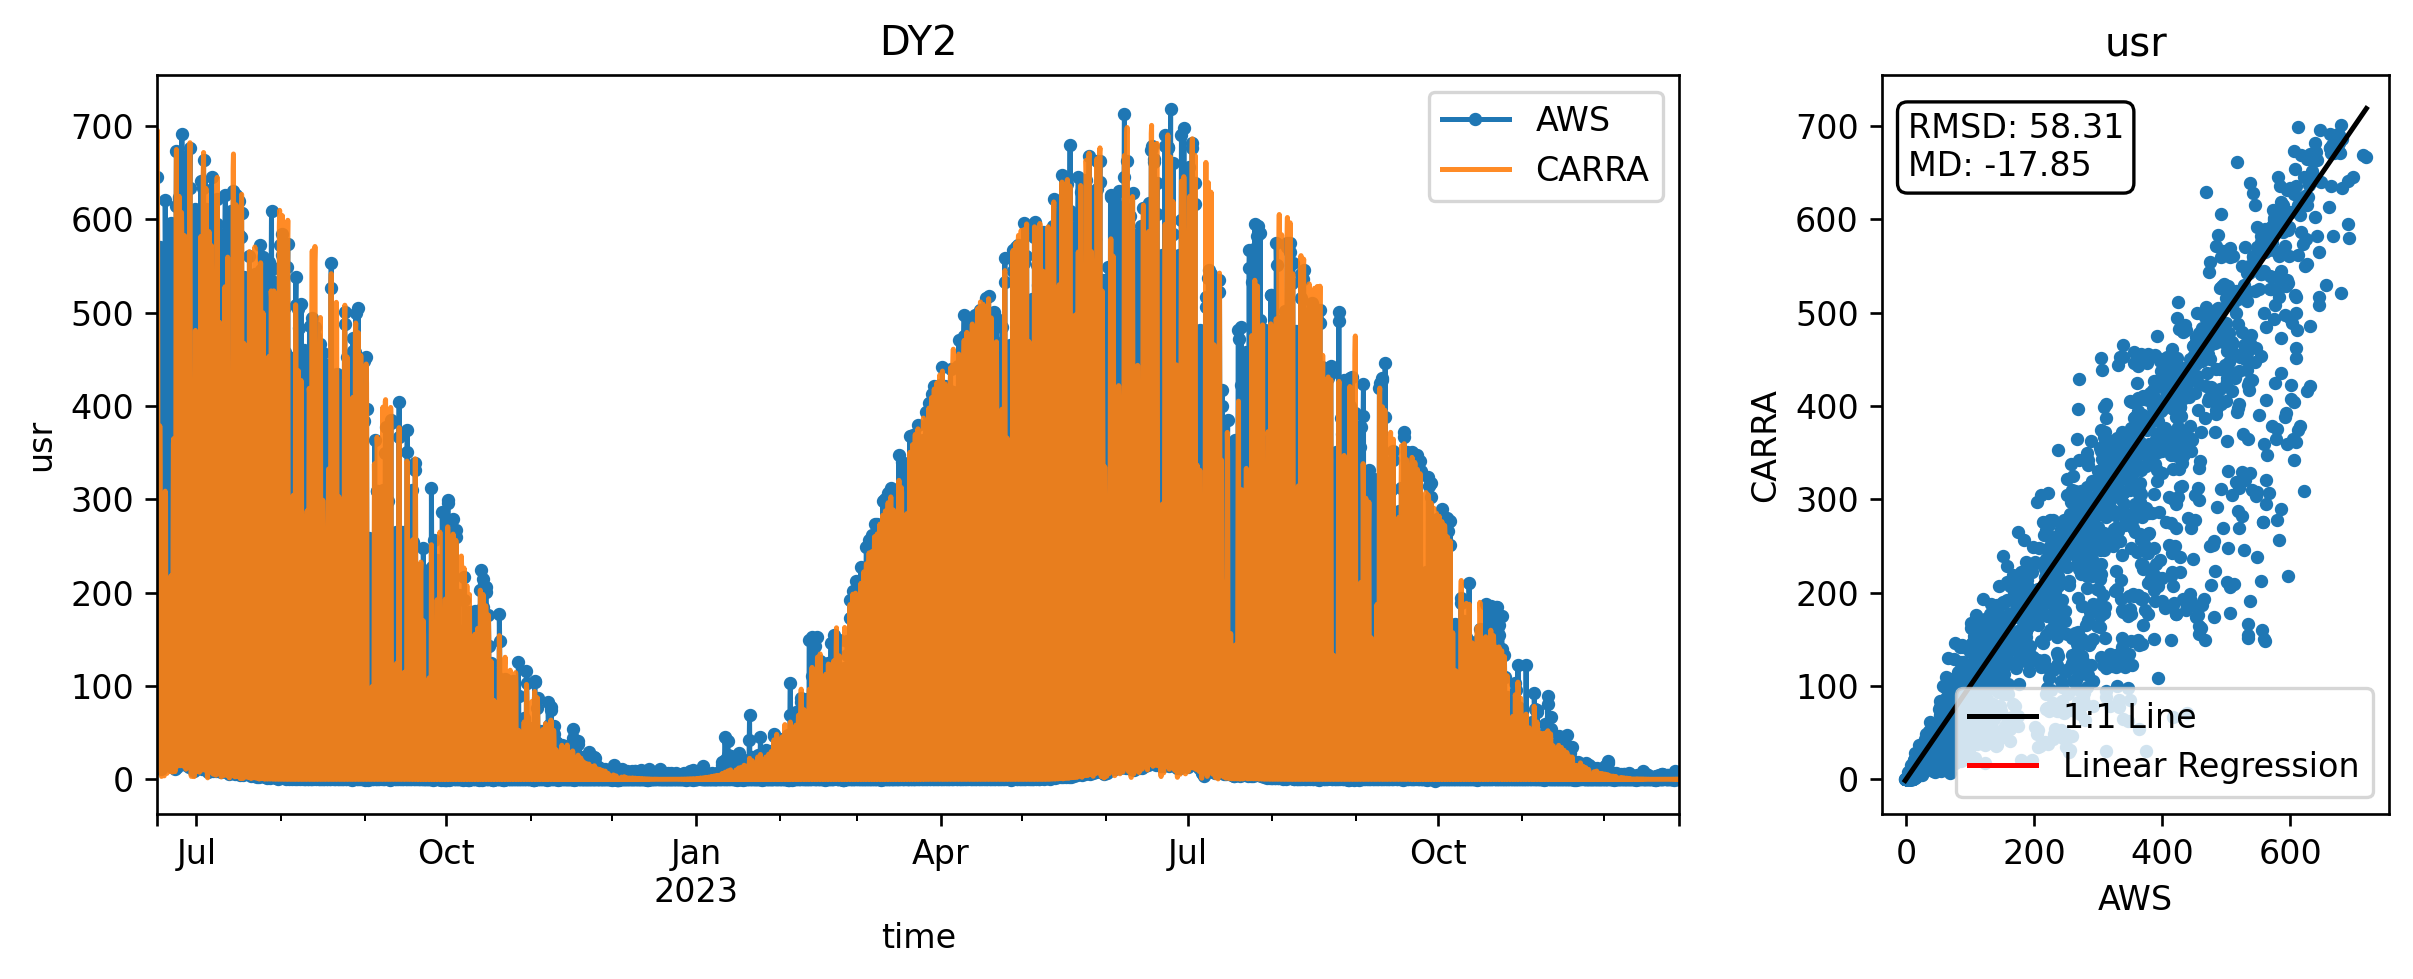 DY2
700
600
500
400
300
200
100
0
usr
AWS
CARRA
Jul
Oct
Jan
2023
Apr
Jul
Oct
time
usr
RMSD: 58.31
MD: -17.85
700
600
500
400
300
200
100
0
CARRA
1:1 Line
Linear Regression
0
200
400
600
AWS